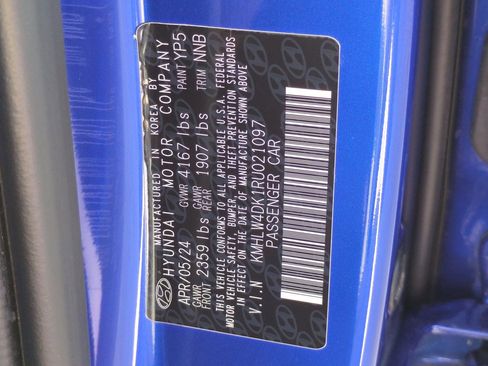 MANUFACTURED IN KOREA BY
HYUNDAI MOTOR COMPANY
APR/05/24 GVWR 4167 lbs PAINT YP5
GAWR FRONT 2359 lbs GAWR REAR 1907 lbs TRIM NNB
THIS VEHICLE CONFORMS TO ALL APPLICABLE U.S.A. FEDERAL
MOTOR VEHICLE SAFETY, BUMPER, AND THEFT PREVENTION STANDARDS
IN EFFECT ON THE DATE OF MANUFACTURE SHOWN ABOVE.
V.I.N KMHLW4DK1RU021097
PASSENGER CAR